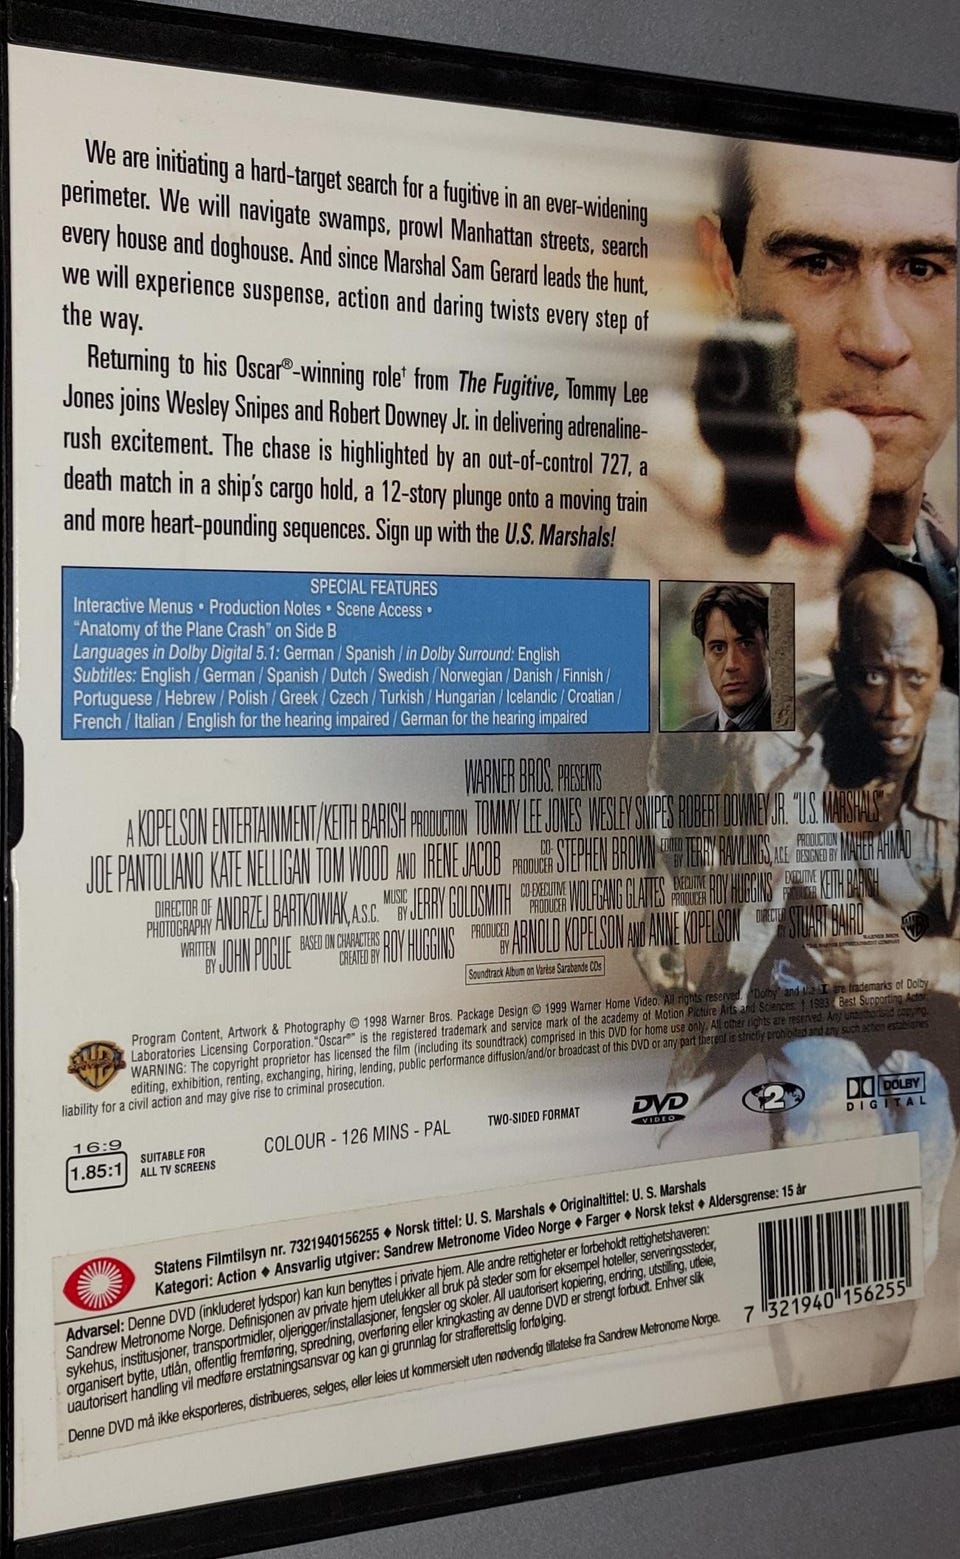 We are initiating a hard-target search for a fugitive in an ever-widening
perimeter. We will navigate swamps, prowl Manhattan streets, search
every house and doghouse. And since Marshal Sam Gerard leads the hunt,
we will experience suspense, action and daring twists every step of
the way.
Returning to his Oscar®-winning role† from The Fugitive, Tommy Lee
Jones joins Wesley Snipes and Robert Downey Jr. in delivering adrenaline-
rush excitement. The chase is highlighted by an out-of-control 727, a
death match in a ship's cargo hold, a 12-story plunge onto a moving train
and more heart-pounding sequences. Sign up with the U.S. Marshals!
SPECIAL FEATURES
Interactive Menus • Production Notes • Scene Access •
"Anatomy of the Plane Crash" on Side B
Languages in Dolby Digital 5.1: German / Spanish / in Dolby Surround: English
Subtitles: English / German / Spanish / Dutch / Swedish / Norwegian / Danish / Finnish /
Portuguese / Hebrew / Polish / Greek / Czech / Turkish / Hungarian / Icelandic / Croatian /
French / Italian / English for the hearing impaired / German for the hearing impaired
WARNER BROS. PRESENTS
A KOPELSON ENTERTAINMENT/KEITH BARISH PRODUCTION TOMMY LEE JONES WESLEY SNIPES ROBERT DOWNEY JR. "U.S. MARSHALS"
JOE PANTOLIANO KATE NELLIGAN TOM WOOD AND IRENE JACOB CO-PRODUCER STEPHEN BROWN EDITED BY TERRY RAWLINGS, A.C.E. PRODUCTION DESIGNED BY MAHER AHMAD
DIRECTOR OF PHOTOGRAPHY ANDRZEJ BARTKOWIAK, A.S.C. MUSIC BY JERRY GOLDSMITH CO-EXECUTIVE PRODUCER WOLFGANG GLATTES EXECUTIVE PRODUCER ROY HUGGINS EXECUTIVE PRODUCER KEITH BARISH
WRITTEN BY JOHN POGUE BASED ON CHARACTERS CREATED BY ROY HUGGINS PRODUCED BY ARNOLD KOPELSON AND ANNE KOPELSON DIRECTED BY STUART BAIRD
Soundtrack Album on Varèse Sarabande CDs
Program Content, Artwork & Photography © 1998 Warner Bros. Package Design © 1999 Warner Home Video. All rights reserved. "Dolby" and the are trademarks of Dolby
Laboratories Licensing Corporation. "Oscar®" is the registered trademark and service mark of the academy of Motion Picture Arts and Sciences. † 1993: Best Supporting Actor.
WARNING: The copyright proprietor has licensed the film (including its soundtrack) comprised in this DVD for home use only. All other rights are reserved. Any unauthorised copying,
editing, exhibition, renting, exchanging, hiring, lending, public performance diffusion/and/or broadcast of this DVD or any part thereof is strictly prohibited and any such action establishes
liability for a civil action and may give rise to criminal prosecution.
16:9
1.85:1
SUITABLE FOR
ALL TV SCREENS
COLOUR - 126 MINS - PAL
TWO-SIDED FORMAT
DVD
VIDEO
2
DOLBY
DIGITAL
Statens Filmtilsyn nr. 7321940156255 ♦ Norsk tittel: U. S. Marshals ♦ Originaltittel: U. S. Marshals
Kategori: Action ♦ Ansvarlig utgiver: Sandrew Metronome Video Norge ♦ Farger ♦ Norsk tekst ♦ Aldersgrense: 15 år
Advarsel: Denne DVD (inkluderet lydspor) kan kun benyttes i private hjem. Alle andre rettigheter er forbeholdt rettighetshaveren:
Sandrew Metronome Norge. Definisjonen av private hjem utelukker all bruk på steder som for eksempel hoteller, serveringssteder,
sykehus, institusjoner, transportmidler, oljerigger/installasjoner, fengsler og skoler. All uautorisert kopiering, endring, utstilling, utleie,
organisert bytte, utlån, offentlig fremføring, spredning, overføring eller kringkasting av denne DVD er strengt forbudt. Enhver slik
uautorisert handling vil medføre erstatningsansvar og kan gi grunnlag for strafferettslig forfølging.
Denne DVD må ikke eksporteres, distribueres, selges, eller leies ut kommersielt uten nødvendig tillatelse fra Sandrew Metronome Norge.
7 321940 156255